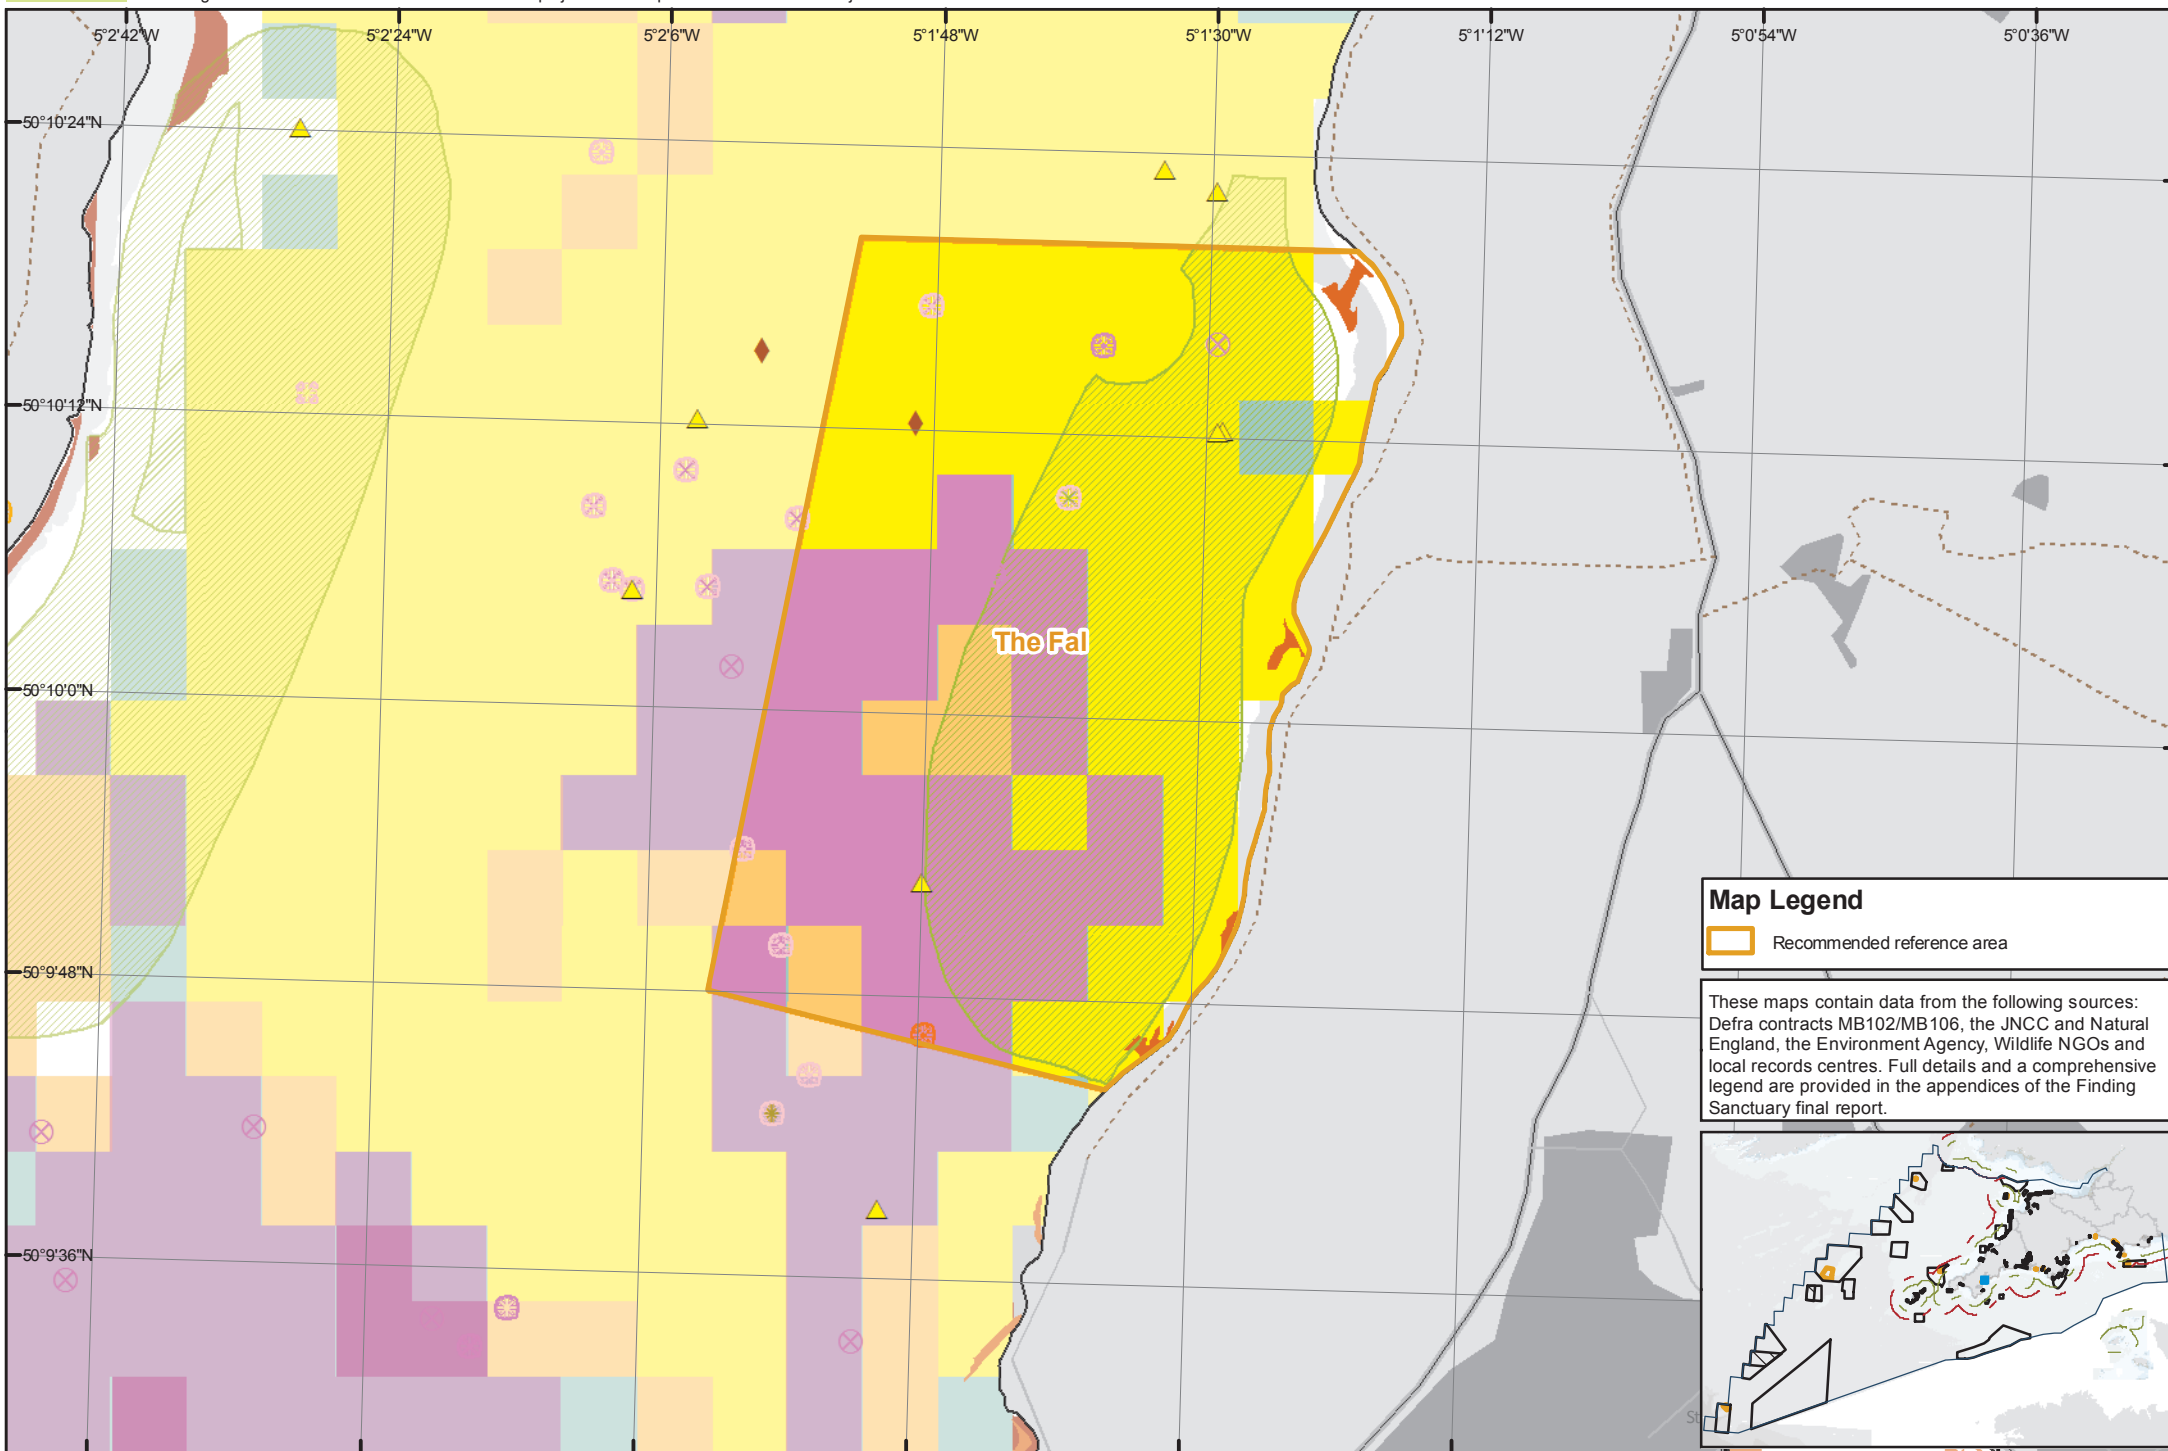 5°2'42"W
5°2'24"W
5°2'6"W
5°1'48"W
5°1'30"W
5°1'12"W
5°0'54"W
5°0'36"W
50°10'24"N
50°10'12"N
The Fal
50°10'0"N
50°9'48"N
50°9'36"N
Map Legend
Recommended reference area
These maps contain data from the following sources:
Defra contracts MB102/MB106, the JNCC and Natural
England, the Environment Agency, Wildlife NGOs and
local records centres. Full details and a comprehensive
legend are provided in the appendices of the Finding
Sanctuary final report.
St